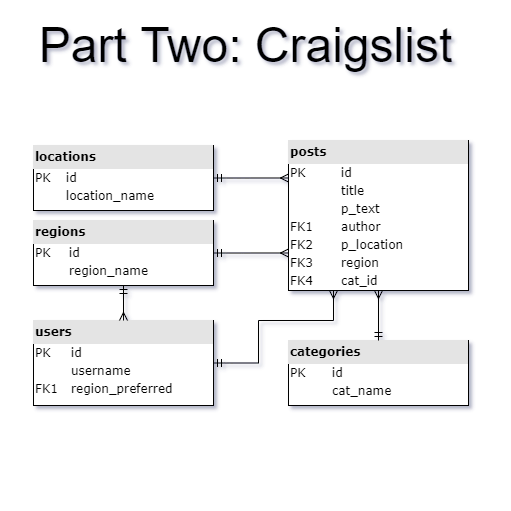 Part Two: Craigslist
locations
PK id
location_name
regions
PK id
region_name
users
PK id
username
FK1 region_preferred
posts
PK id
title
p_text
FK1 author
FK2 p_location
FK3 region
FK4 cat_id
categories
PK id
cat_name